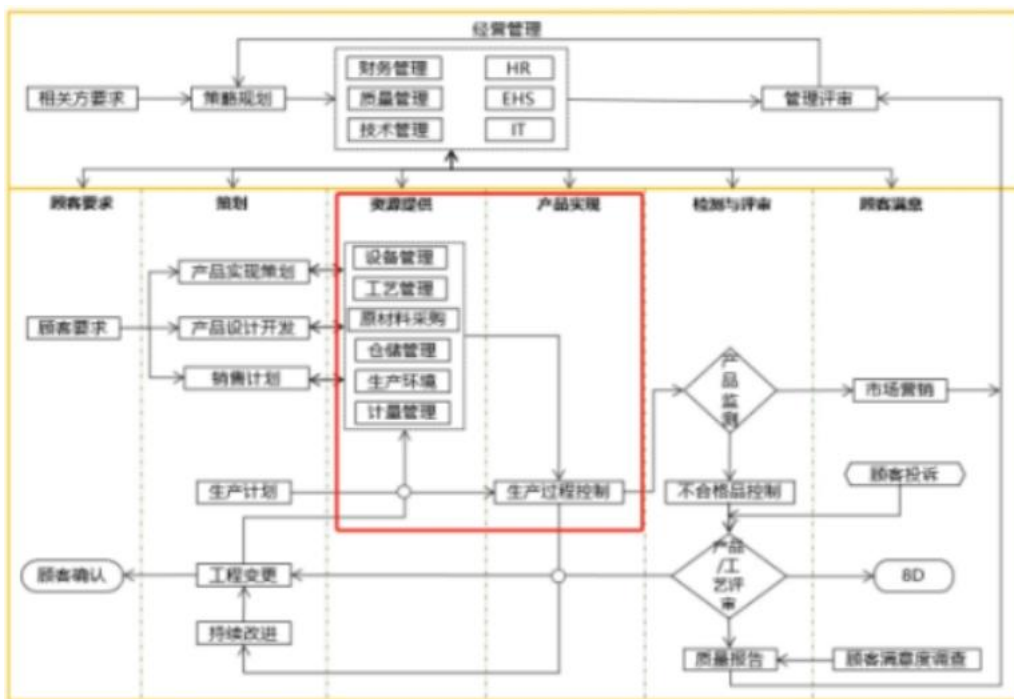 经营管理
财务管理 HR
相关方要求 策略规划 质量管理 EHS 管理评审
技术管理 IT
顾客要求 策划 资源提供 产品实现 检测与评审 顾客满意
设备管理
产品实现策划
工艺管理
顾客要求 产品设计开发 原材料采购
仓储管理
销售计划 生产环境
产品监测 市场营销
计量管理
顾客投诉
生产计划 生产过程控制 不合格品控制
顾客确认 工程变更 产品/工艺评审 8D
持续改进
质量报告 顾客满意度调查